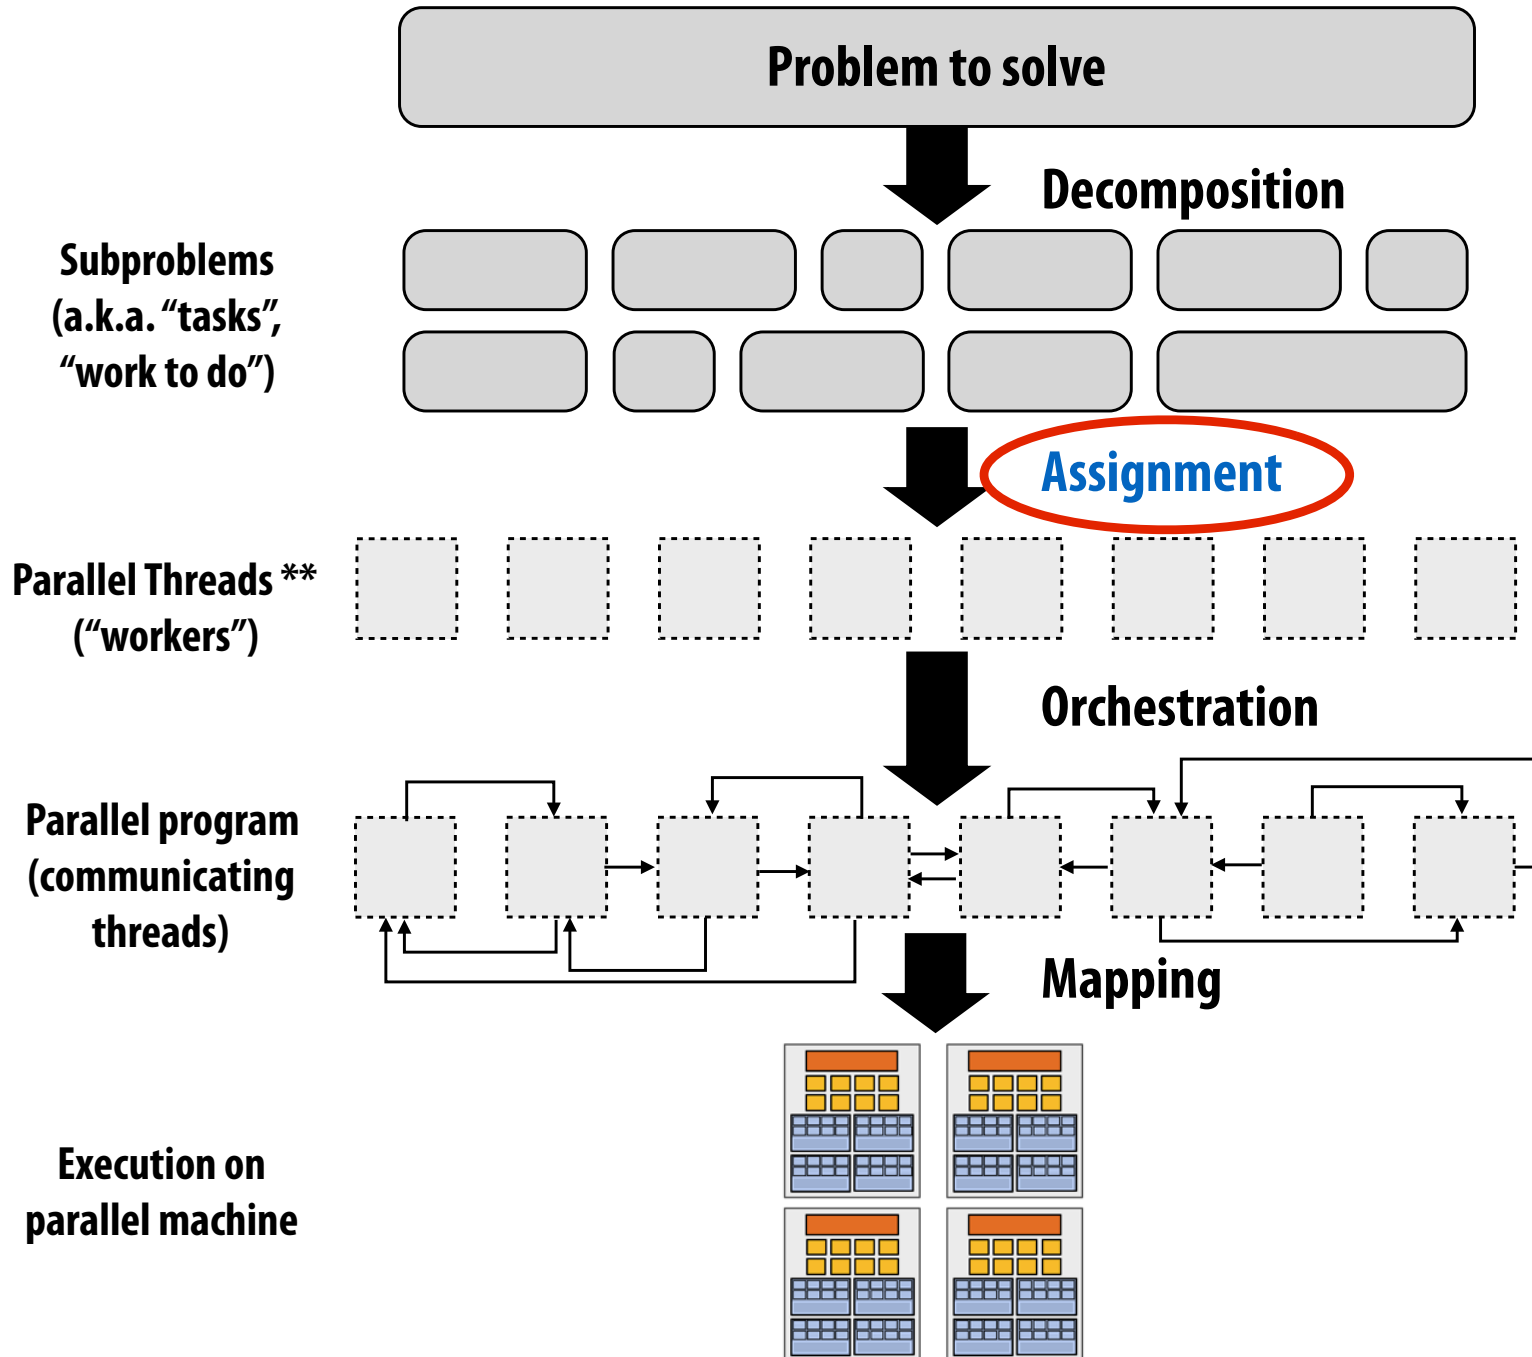 Problem to solve
Decomposition
Subproblems
(a.k.a. “tasks”,
“work to do”)
Assignment
Parallel Threads **
(“workers”)
Orchestration
Parallel program
(communicating
threads)
Mapping
Execution on
parallel machine